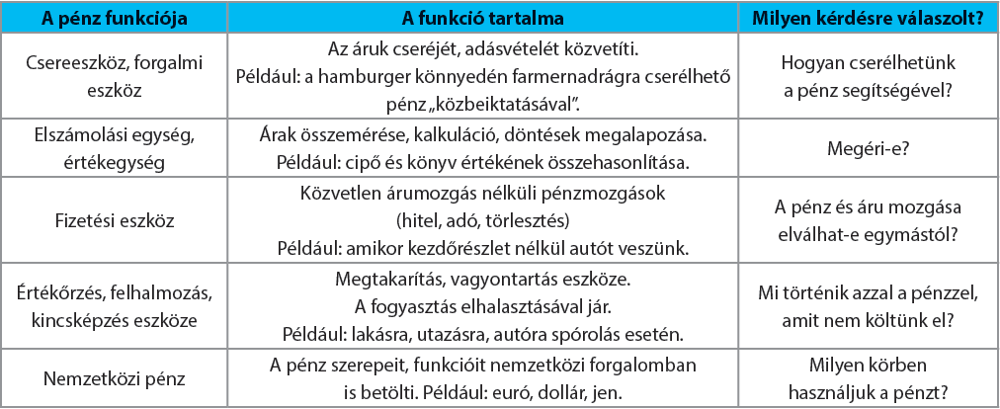 A pénz funkciója
A funkció tartalma
Milyen kérdésre válaszolt?
Csereeszköz, forgalmi
eszköz
Az áruk cseréjét, adásvételét közvetíti.
Például: a hamburger könnyedén farmernadrágra cserélhető
pénz „közbeiktatásával”.
Hogyan cserélhetünk
a pénz segítségével?
Elszámolási egység,
értékegység
Árak összemérése, kalkuláció, döntések megalapozása.
Például: cipő és könyv értékének összehasonlítása.
Megéri-e?
Fizetési eszköz
Közvetlen árumozgás nélküli pénzmozgások
(hitel, adó, törlesztés)
Például: amikor kezdőrészlet nélkül autót veszünk.
A pénz és áru mozgása
elválhat-e egymástól?
Értékőrzés, felhalmozás,
kincsképzés eszköze
Megtakarítás, vagyontartás eszköze.
A fogyasztás elhalasztásával jár.
Például: lakásra, utazásra, autóra spórolás esetén.
Mi történik azzal a pénzzel,
amit nem költünk el?
Nemzetközi pénz
A pénz szerepeit, funkcióit nemzetközi forgalomban
is betölti. Például: euró, dollár, jen.
Milyen körben
használjuk a pénzt?